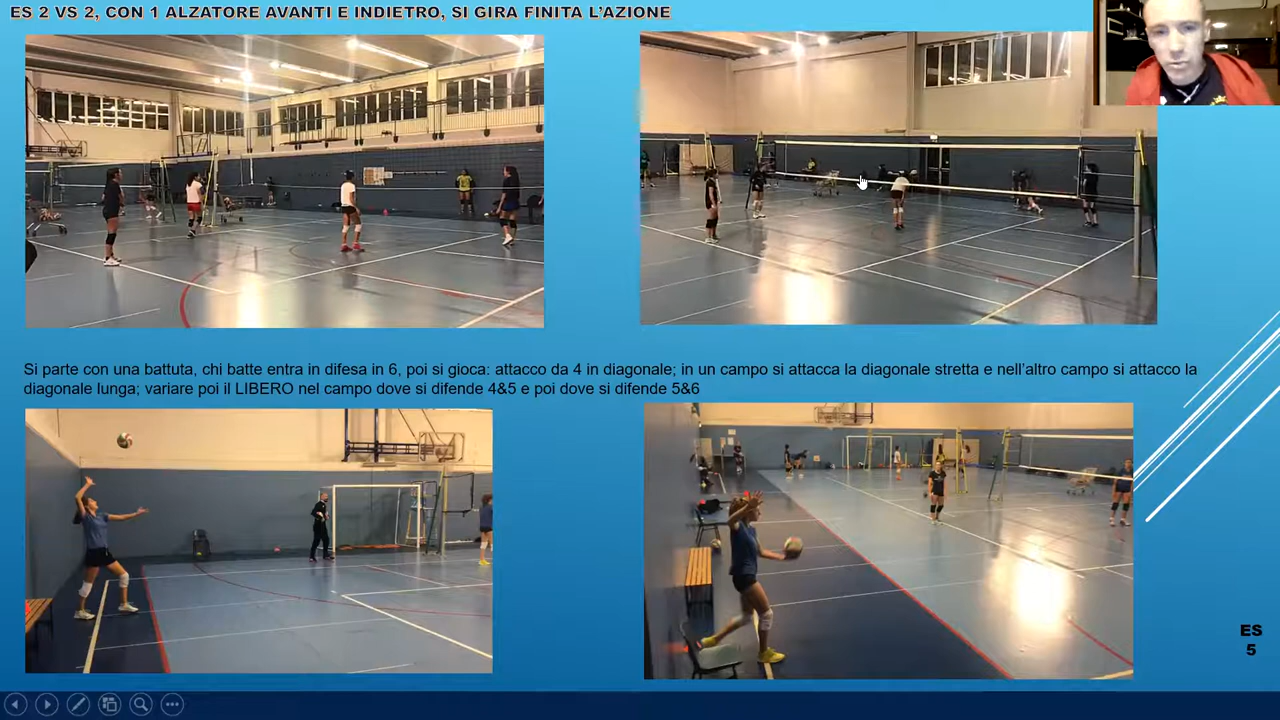 ES 2 VS 2, CON 1 ALZATORE AVANTI E INDIETRO, SI GIRA FINITA L'AZIONE
Si parte con una battuta, chi batte entra in difesa in 6, poi si gioca: attacco da 4 in diagonale; in un campo si attacca la diagonale stretta e nell'altro campo si attacco la
diagonale lunga; variare poi il LIBERO nel campo dove si difende 4&5 e poi dove si difende 5&6
ES
5